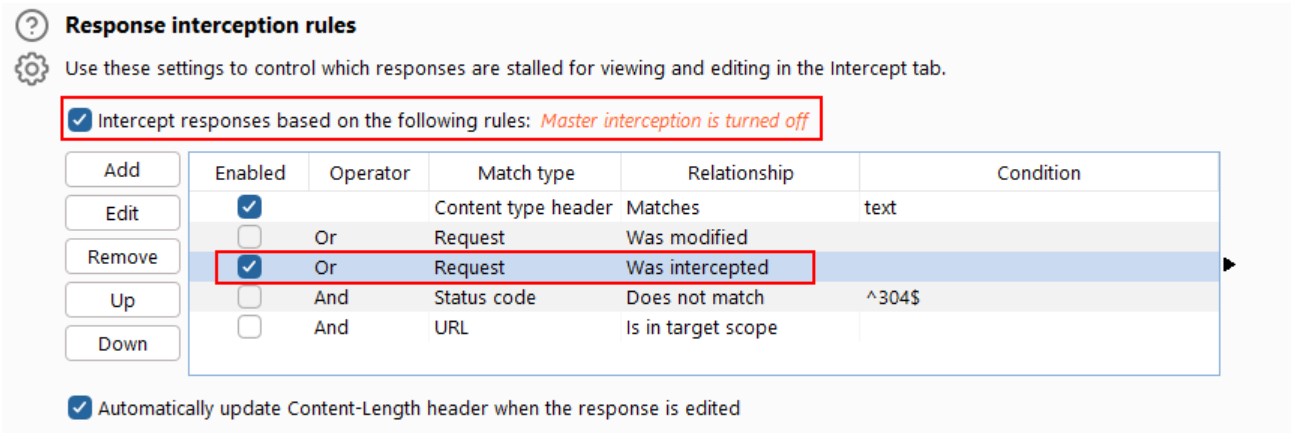 Response interception rules
Use these settings to control which responses are stalled for viewing and editing in the Intercept tab.
Intercept responses based on the following rules: Master interception is turned off
Add
Edit
Remove
Up
Down
Enabled Operator Match type Relationship Condition
Content type header Matches text
Or Request Was modified
Or Request Was intercepted
And Status code Does not match ^304$
And URL Is in target scope
Automatically update Content-Length header when the response is edited